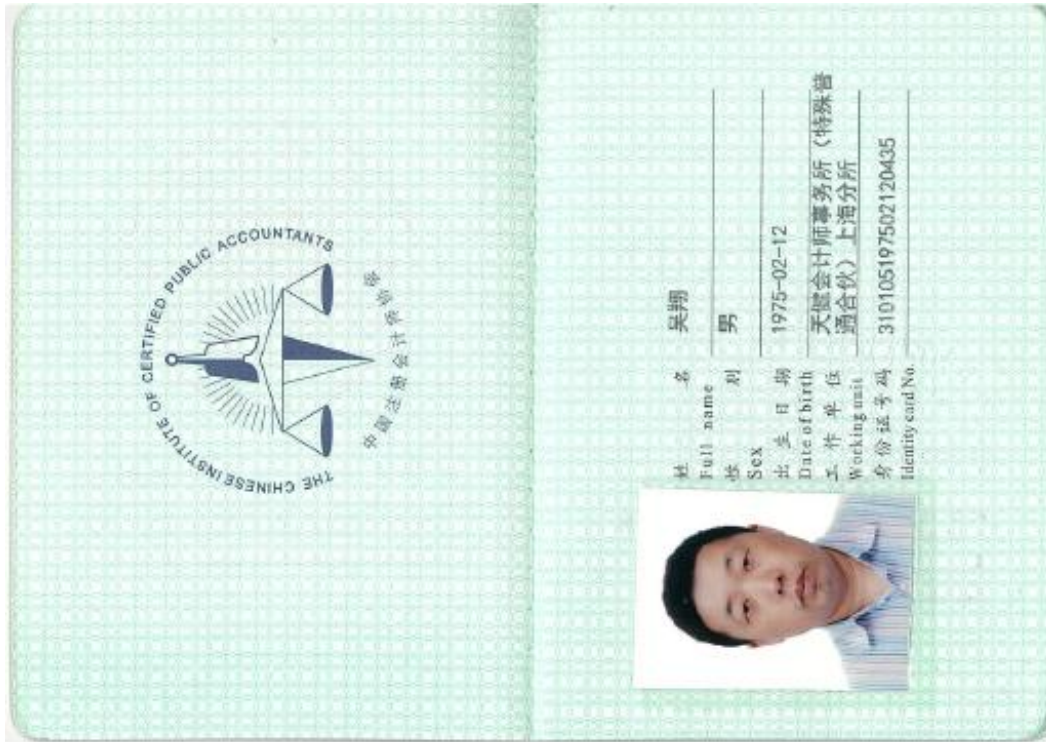 THE CHINESE INSTITUTE OF CERTIFIED PUBLIC ACCOUNTANTS
中国注册会计师协会
姓 名 吴翔
Full name
性 别 男
Sex
出 生 日 期 1975-02-12
Date of birth
工 作 单 位 天健会计师事务所（特殊普
Working unit 通合伙）上海分所
身份证号码 310105197502120435
Identity card No.